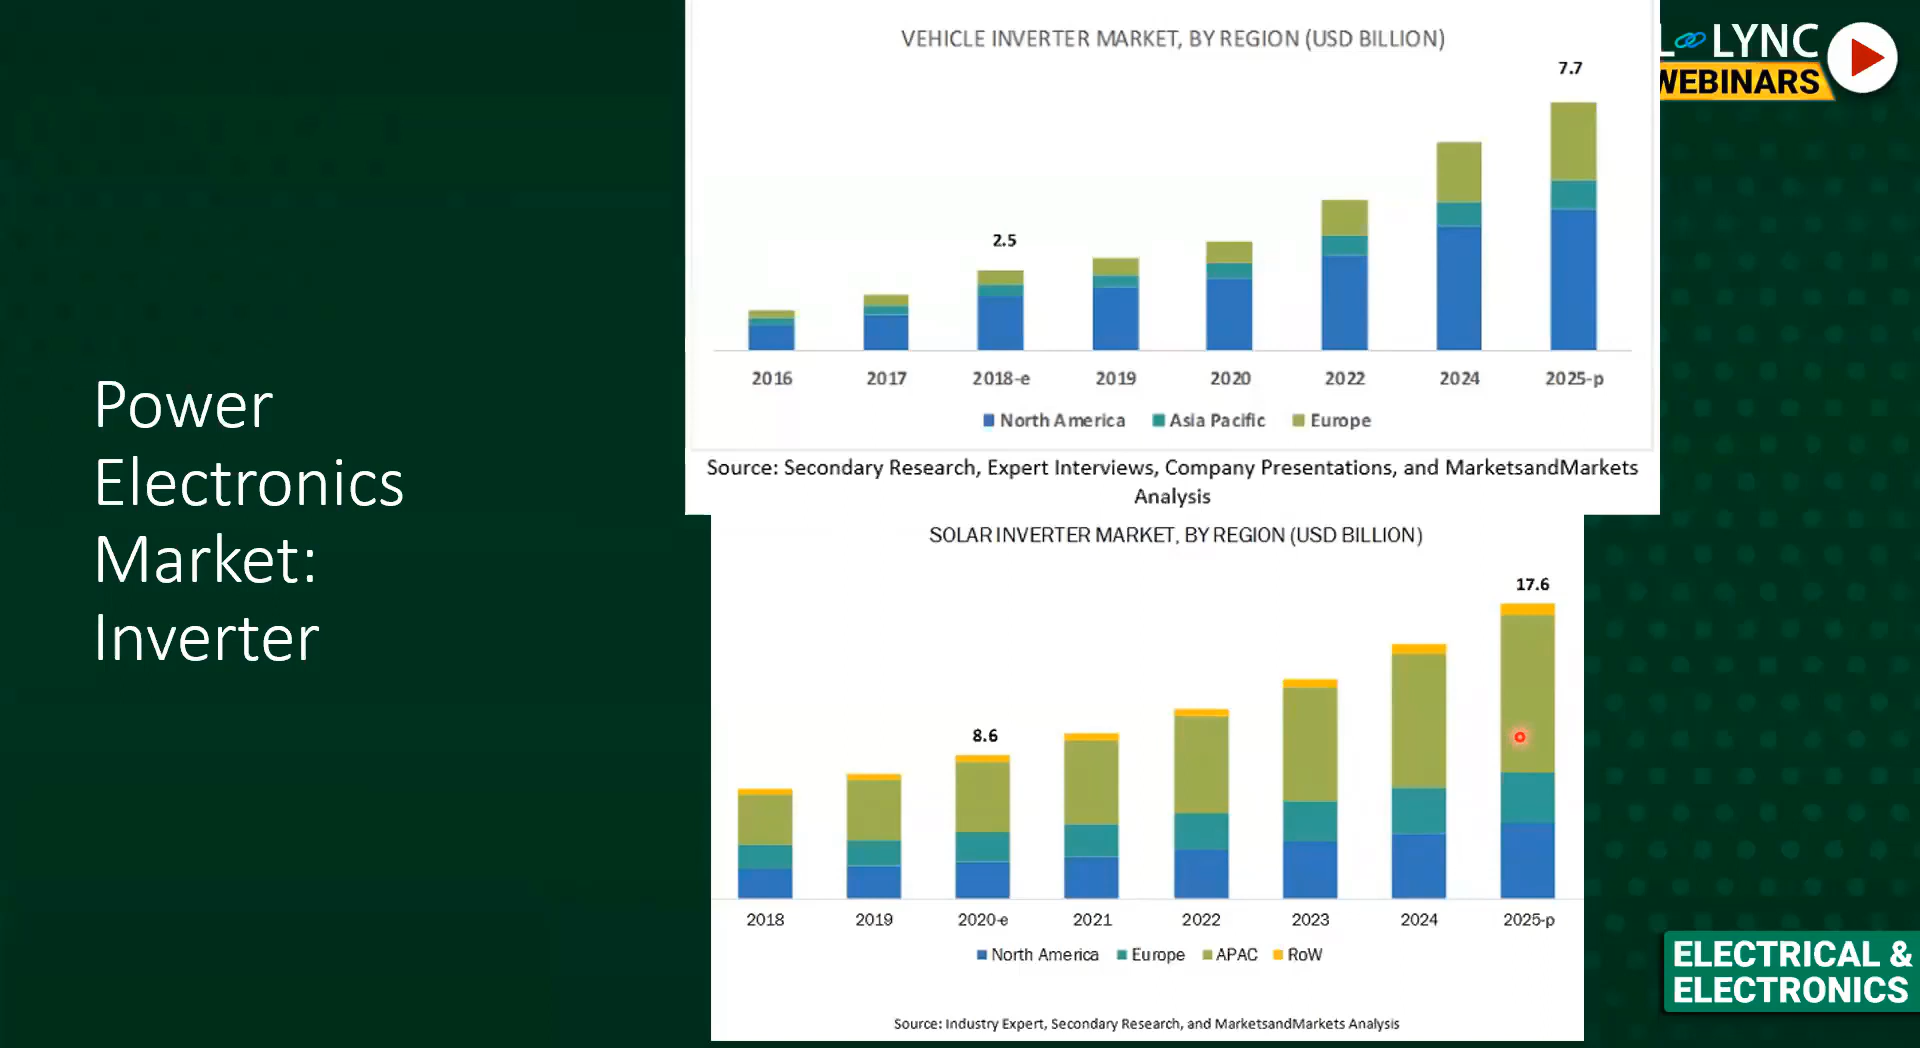 Power
Electronics
Market:
Inverter
VEHICLE INVERTER MARKET, BY REGION (USD BILLION)
7.7
2.5
2016 2017 2018-e 2019 2020 2022 2024 2025-p
North America Asia Pacific Europe
Source: Secondary Research, Expert Interviews, Company Presentations, and MarketsandMarkets
Analysis
SOLAR INVERTER MARKET, BY REGION (USD BILLION)
17.6
8.6
2018 2019 2020-e 2021 2022 2023 2024 2025-p
North America Europe APAC RoW
Source: Industry Expert, Secondary Research, and MarketsandMarkets Analysis
L LYNC
WEBINARS
ELECTRICAL &
ELECTRONICS